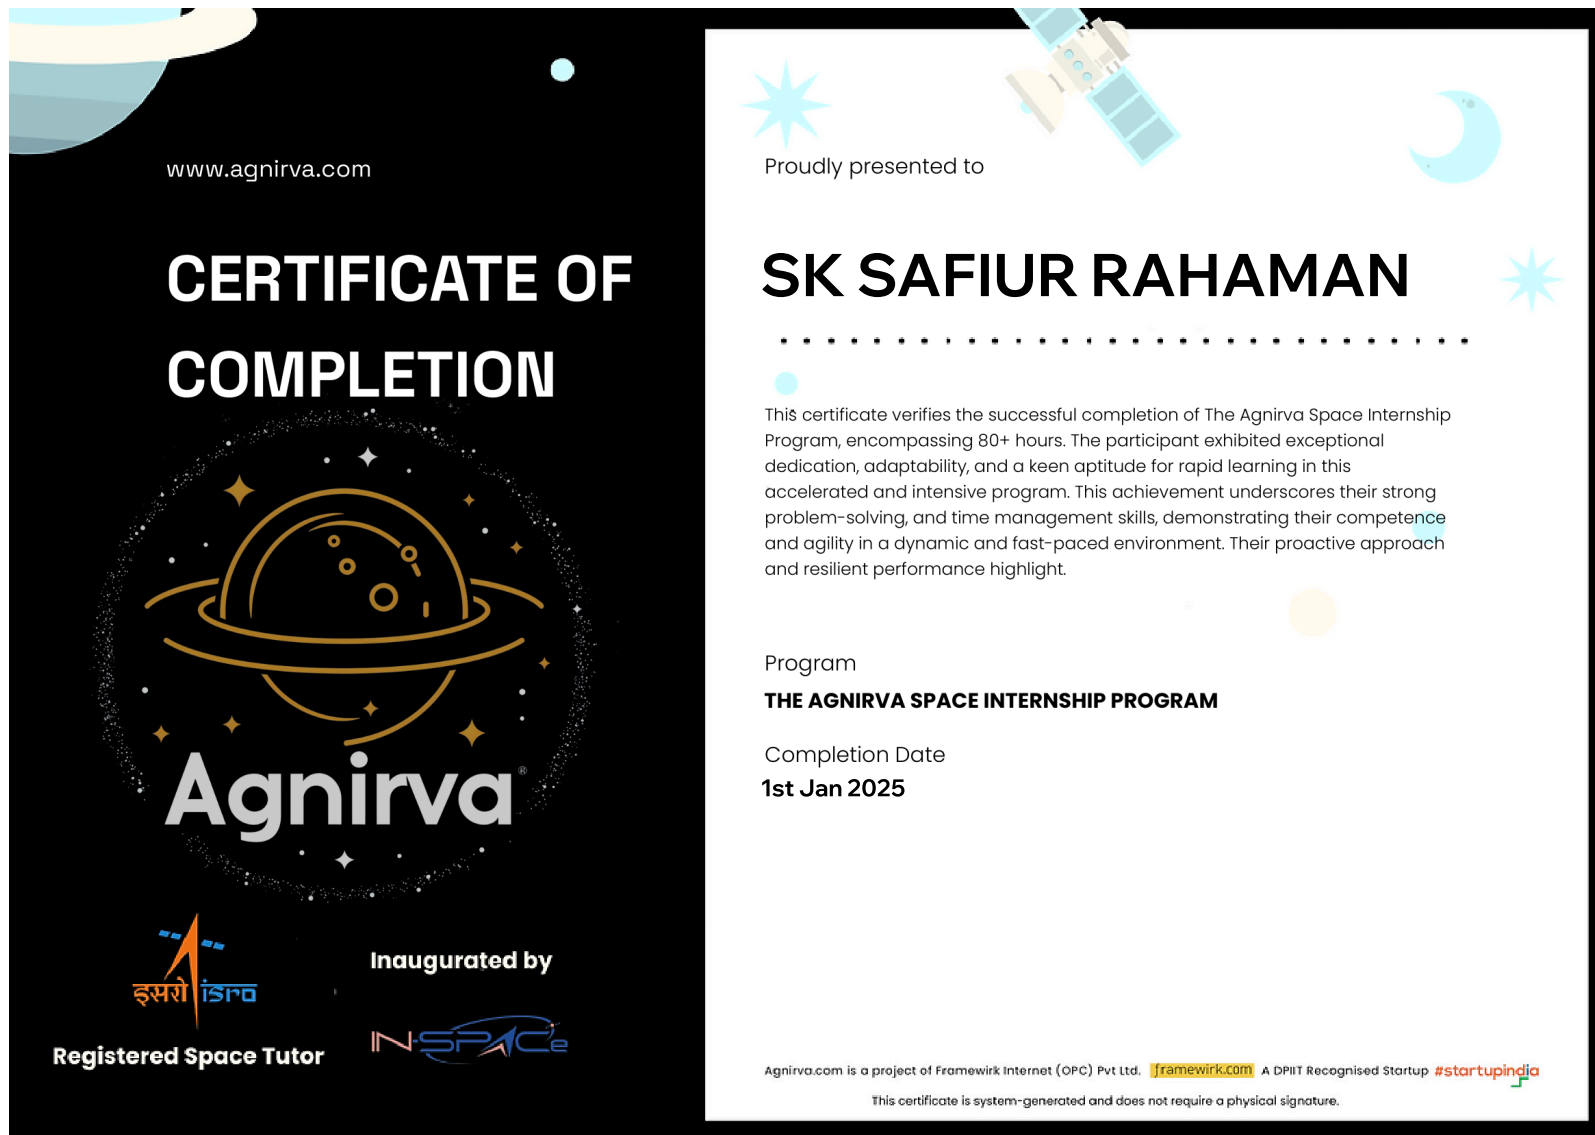 www.agnirva.com
CERTIFICATE OF
COMPLETION
Agnirva®
इसरो isro
Registered Space Tutor
Inaugurated by
IN-SPACe
Proudly presented to
SK SAFIUR RAHAMAN
This certificate verifies the successful completion of The Agnirva Space Internship
Program, encompassing 80+ hours. The participant exhibited exceptional
dedication, adaptability, and a keen aptitude for rapid learning in this
accelerated and intensive program. This achievement underscores their strong
problem-solving, and time management skills, demonstrating their competence
and agility in a dynamic and fast-paced environment. Their proactive approach
and resilient performance highlight.
Program
THE AGNIRVA SPACE INTERNSHIP PROGRAM
Completion Date
1st Jan 2025
Agnirva.com is a project of Framewirk Internet (OPC) Pvt Ltd. framewirk.com A DPIIT Recognised Startup #startupindia
This certificate is system-generated and does not require a physical signature.